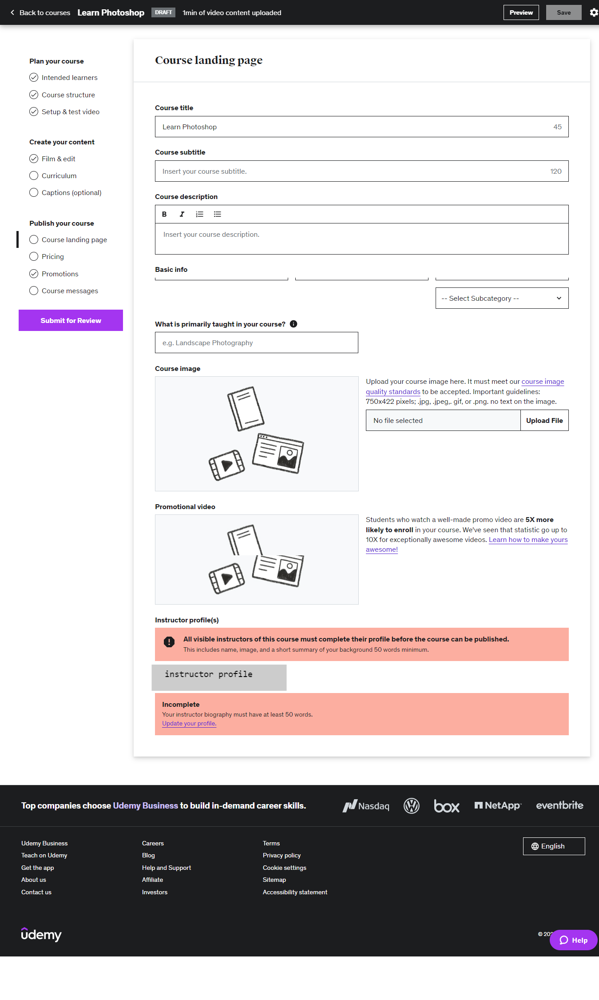 Back to courses Learn Photoshop DRAFT 1min of video content uploaded Preview Save
Plan your course
Intended learners
Course structure
Setup & test video
Create your content
Film & edit
Curriculum
Captions (optional)
Publish your course
Course landing page
Pricing
Promotions
Course messages
Submit for Review
Course landing page
Course title
Learn Photoshop 45
Course subtitle
Insert your course subtitle. 120
Course description
B I
Insert your course description.
Basic info
-- Select Subcategory --
What is primarily taught in your course?
e.g. Landscape Photography
Course image
Upload your course image here. It must meet our course image
quality standards to be accepted. Important guidelines:
750x422 pixels; .jpg, .jpeg,. gif, or .png. no text on the image.
No file selected Upload File
Promotional video
Students who watch a well-made promo video are 5X more
likely to enroll in your course. We've seen that statistic go up to
10X for exceptionally awesome videos. Learn how to make yours
awesome!
Instructor profile(s)
All visible instructors of this course must complete their profile before the course can be published.
This includes name, image, and a short summary of your background 50 words minimum.
instructor profile
Incomplete
Your instructor biography must have at least 50 words.
Update your profile.
Top companies choose Udemy Business to build in-demand career skills.
Nasdaq box NetApp eventbrite
Udemy Business
Teach on Udemy
Get the app
About us
Contact us
Careers
Blog
Help and Support
Affiliate
Investors
Terms
Privacy policy
Cookie settings
Sitemap
Accessibility statement
English
udemy
©
Help